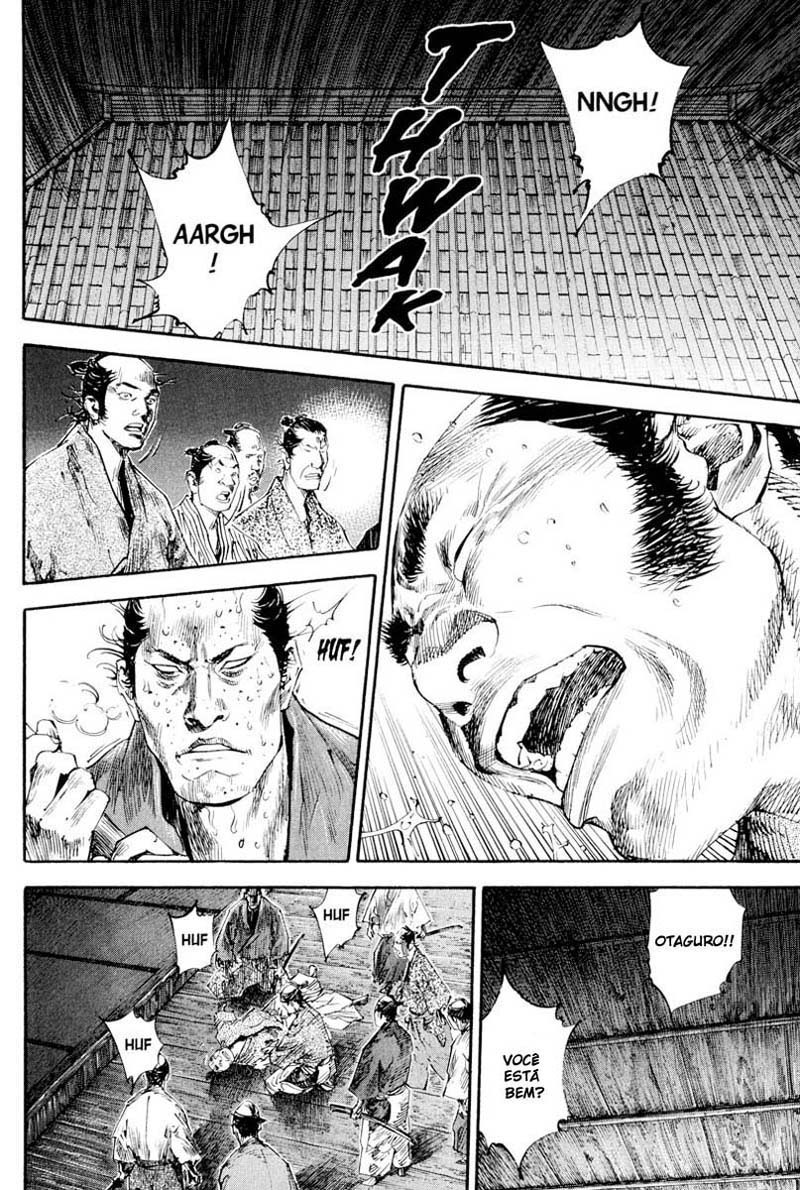 NNGH!
THWAK
AARGH
!
HUF!
OTAGURO!!
VOCÊ
ESTÁ
BEM?
HUF
HUF
HUF